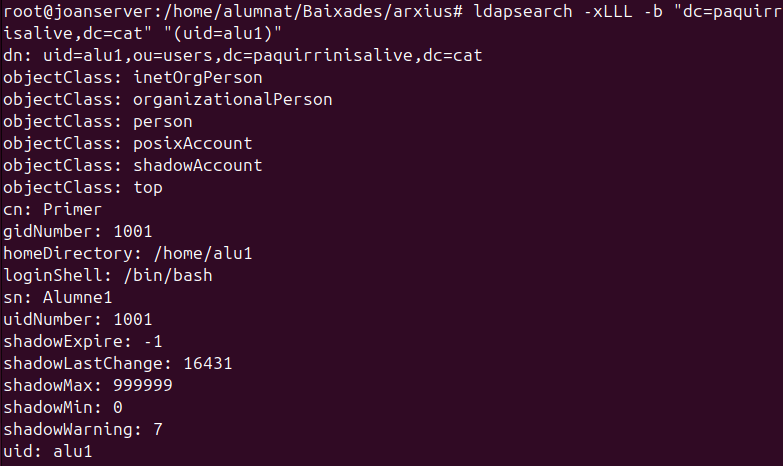 root@joanserver:/home/alumnat/Baixades/arxius# ldapsearch -xLLL -b "dc=paquirr
isalive,dc=cat" "(uid=alu1)"
dn: uid=alu1,ou=users,dc=paquirrinisalive,dc=cat
objectClass: inetOrgPerson
objectClass: organizationalPerson
objectClass: person
objectClass: posixAccount
objectClass: shadowAccount
objectClass: top
cn: Primer
gidNumber: 1001
homeDirectory: /home/alu1
loginShell: /bin/bash
sn: Alumne1
uidNumber: 1001
shadowExpire: -1
shadowLastChange: 16431
shadowMax: 999999
shadowMin: 0
shadowWarning: 7
uid: alu1